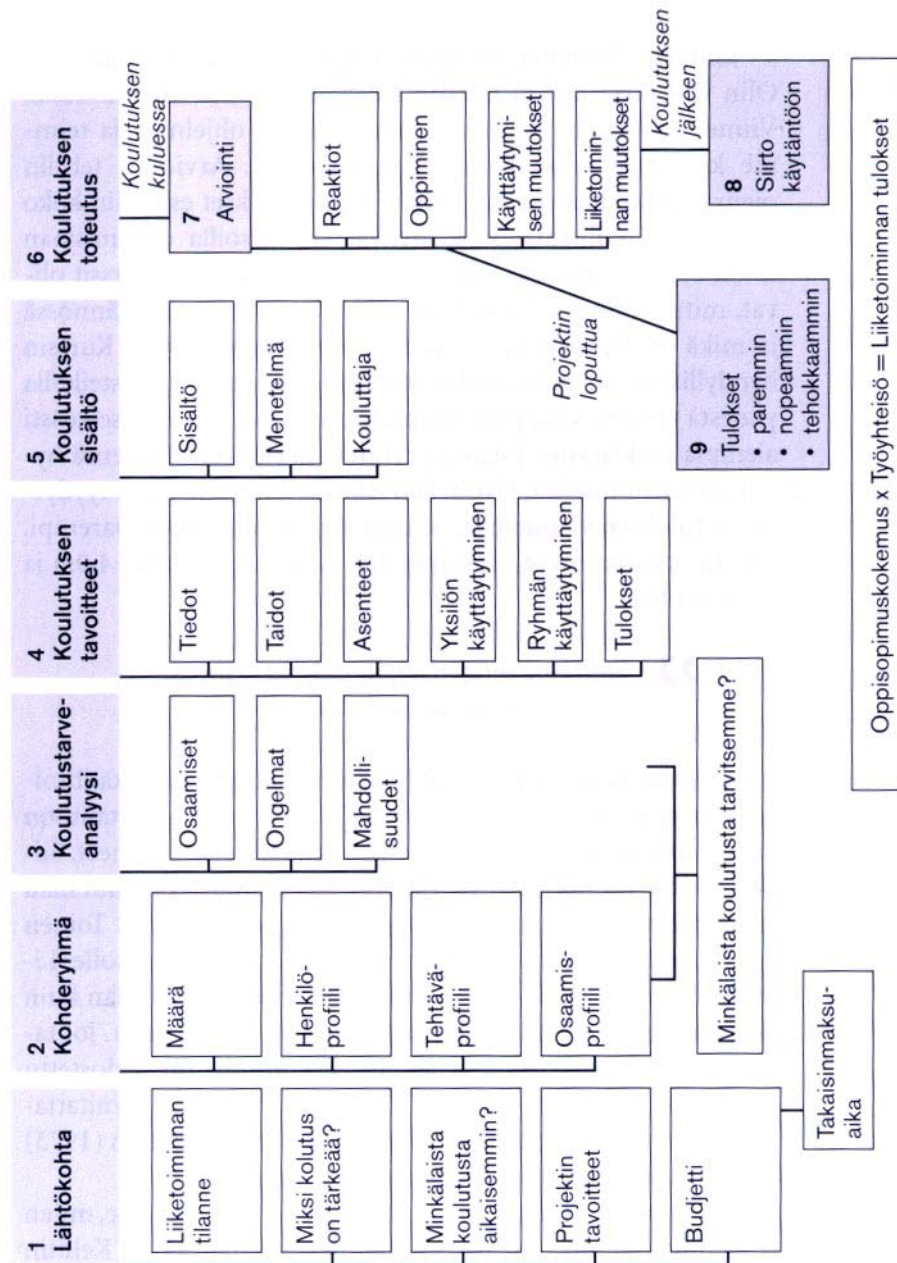 1
Lähtökohta
Liiketoiminnan
tilanne
Miksi kolutus
on tärkeää?
Minkälaista
koulutusta
aikaisemmin?
Projektin
tavoitteet
Budjetti
Takaisinmaksu-
aika
2
Kohderyhmä
Määrä
Henkilö-
profiili
Tehtävä-
profiili
Osaamis-
profiili
Minkälaista koulutusta tarvitsemme?
3
Koulutustarve-
analyysi
Osaamiset
Ongelmat
Mahdolli-
suudet
4
Koulutuksen
tavoitteet
Tiedot
Taidot
Asenteet
Yksilön
käyttäytyminen
Ryhmän
käyttäytyminen
Tulokset
5
Koulutuksen
sisältö
Sisältö
Menetelmä
Kouluttaja
6
Koulutuksen
toteutus
Koulutuksen
kuluessa
7
Arviointi
Reaktiot
Oppiminen
Käyttäytymi-
sen muutokset
Liiketoimin-
nan muutokset
Koulutuksen
jälkeen
8
Siirto
käytäntöön
Projektin
loputtua
9
Tulokset
• paremmin
• nopeammin
• tehokkaammin
Oppisopimuskokemus x Työyhteisö = Liiketoiminnan tulokset